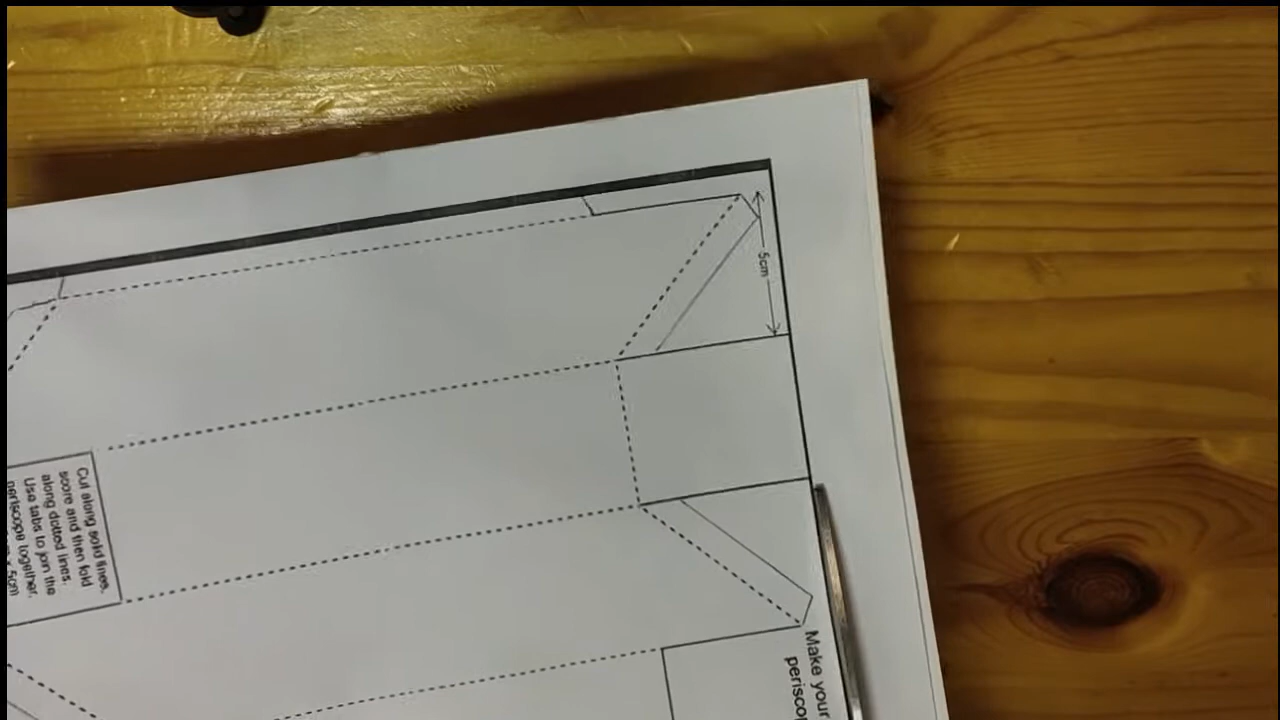 5cm
Make your
Cut along solid lines,
score and then fold
along dotted lines.
Use tabs to join the
periscope together.
5cm